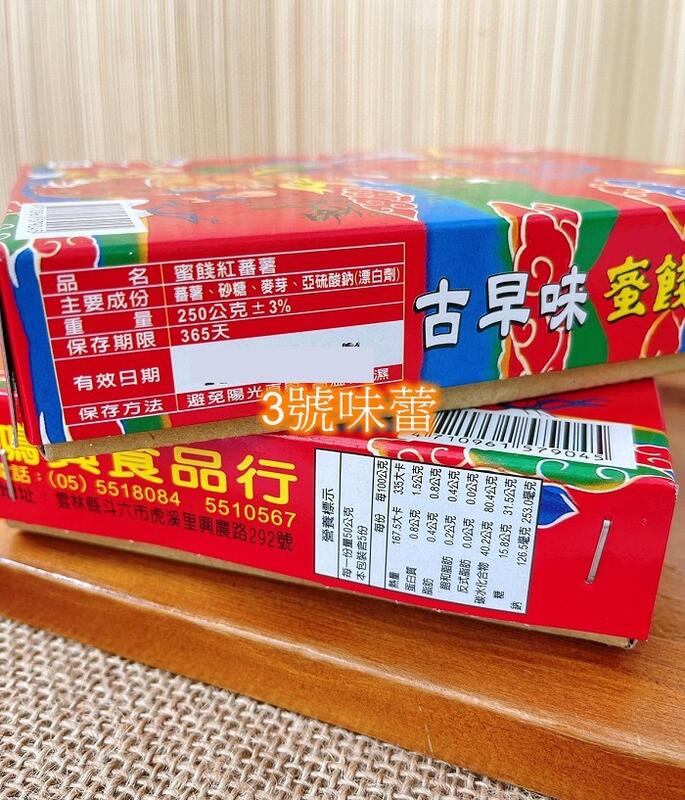 品名 蜜餞紅蕃薯
主要成份 蕃薯、砂糖、麥芽、亞硫酸鈉(漂白劑)
重量 250公克±3%
保存期限 365天
有效日期
保存方法 避免陽光
濕
古早味 蜜餞
3號味蕾
食品行
話：(05) 5518084 5510567
地址：雲林縣斗六市虎溪里興農路292號
4710961579045
營養標示
每一份量50公克
本包裝含5份
每份 每100公克
熱量 167.5大卡 335大卡
蛋白質 0.8公克 1.5公克
脂肪 0.4公克 0.8公克
飽和脂肪 0.2公克 0.4公克
反式脂肪 0.0公克 0.0公克
碳水化合物 40.2公克 80.4公克
糖 15.8公克 31.5公克
鈉 126.5毫克 253.0毫克